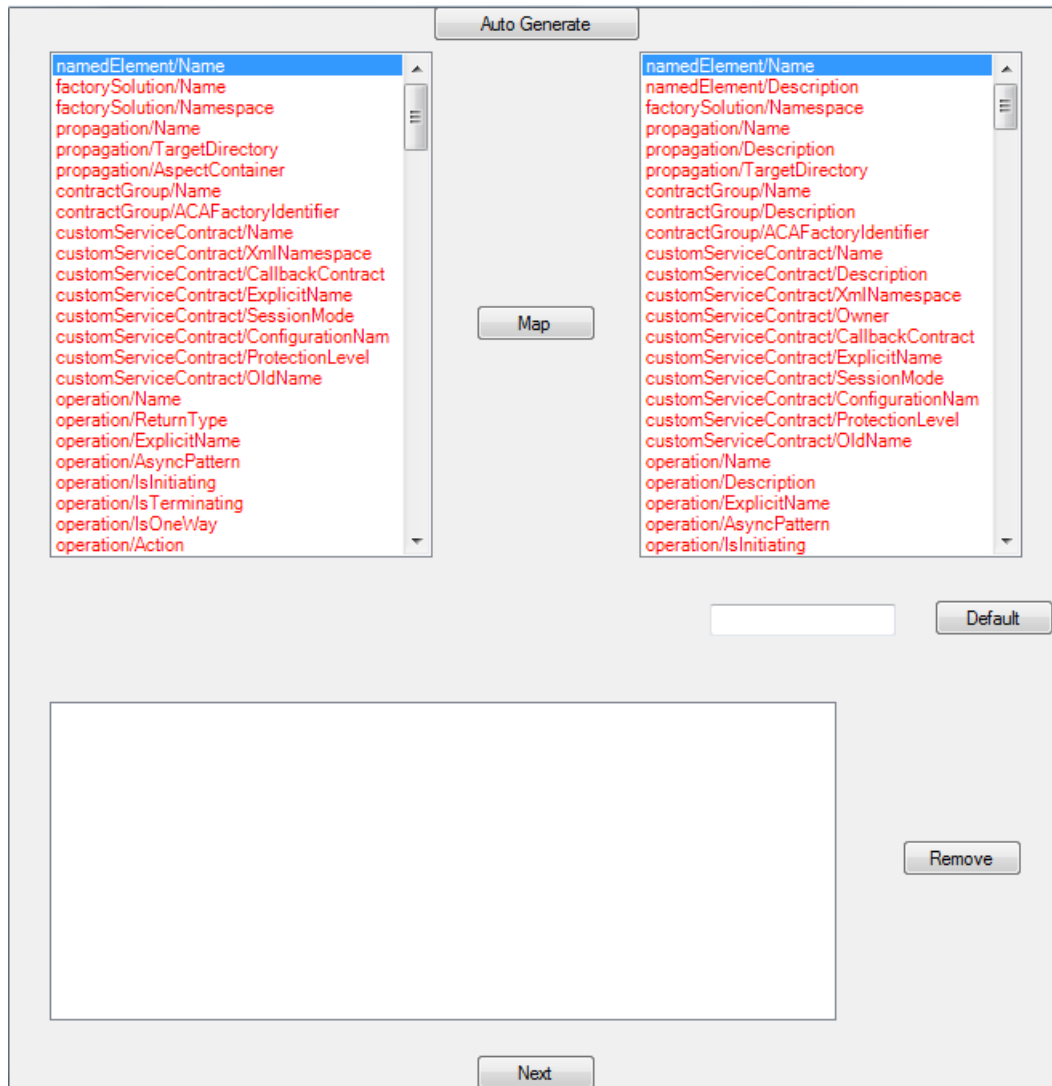 Auto Generate
namedElement/Name
factorySolution/Name
factorySolution/Namespace
propagation/Name
propagation/TargetDirectory
propagation/AspectContainer
contractGroup/Name
contractGroup/ACAFactoryIdentifier
customServiceContract/Name
customServiceContract/XmlNamespace
customServiceContract/CallbackContract
customServiceContract/ExplicitName
customServiceContract/SessionMode
customServiceContract/ConfigurationNam
customServiceContract/ProtectionLevel
customServiceContract/OldName
operation/Name
operation/ReturnType
operation/ExplicitName
operation/AsyncPattern
operation/IsInitiating
operation/IsTerminating
operation/IsOneWay
operation/Action
Map
namedElement/Name
namedElement/Description
factorySolution/Namespace
propagation/Name
propagation/Description
propagation/TargetDirectory
contractGroup/Name
contractGroup/Description
contractGroup/ACAFactoryIdentifier
customServiceContract/Name
customServiceContract/Description
customServiceContract/XmlNamespace
customServiceContract/Owner
customServiceContract/CallbackContract
customServiceContract/ExplicitName
customServiceContract/SessionMode
customServiceContract/ConfigurationNam
customServiceContract/ProtectionLevel
customServiceContract/OldName
operation/Name
operation/Description
operation/ExplicitName
operation/AsyncPattern
operation/IsInitiating
Default
Remove
Next